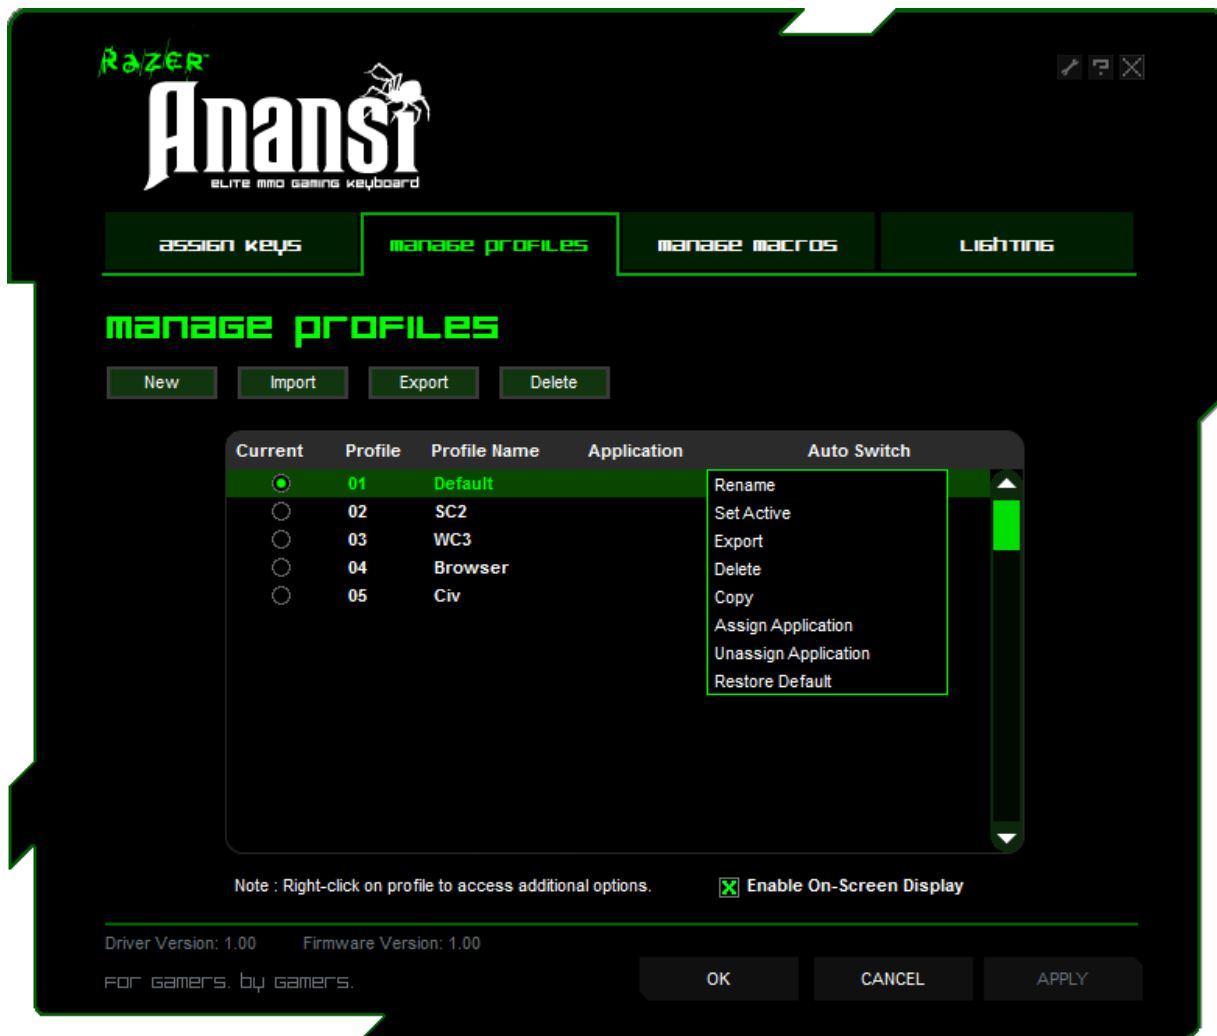 RAZER™
Anansi
ELITE MMO GAMING KEYBOARD
ASSIGN KEYS MANAGE PROFILES MANAGE MACROS LIGHTING
MANAGE PROFILES
New Import Export Delete
Current Profile Profile Name Application Auto Switch
01 Default
02 SC2
03 WC3
04 Browser
05 Civ
Rename
Set Active
Export
Delete
Copy
Assign Application
Unassign Application
Restore Default
Note : Right-click on profile to access additional options. Enable On-Screen Display
Driver Version: 1.00 Firmware Version: 1.00
FOR GAMERS. BY GAMERS. OK CANCEL APPLY